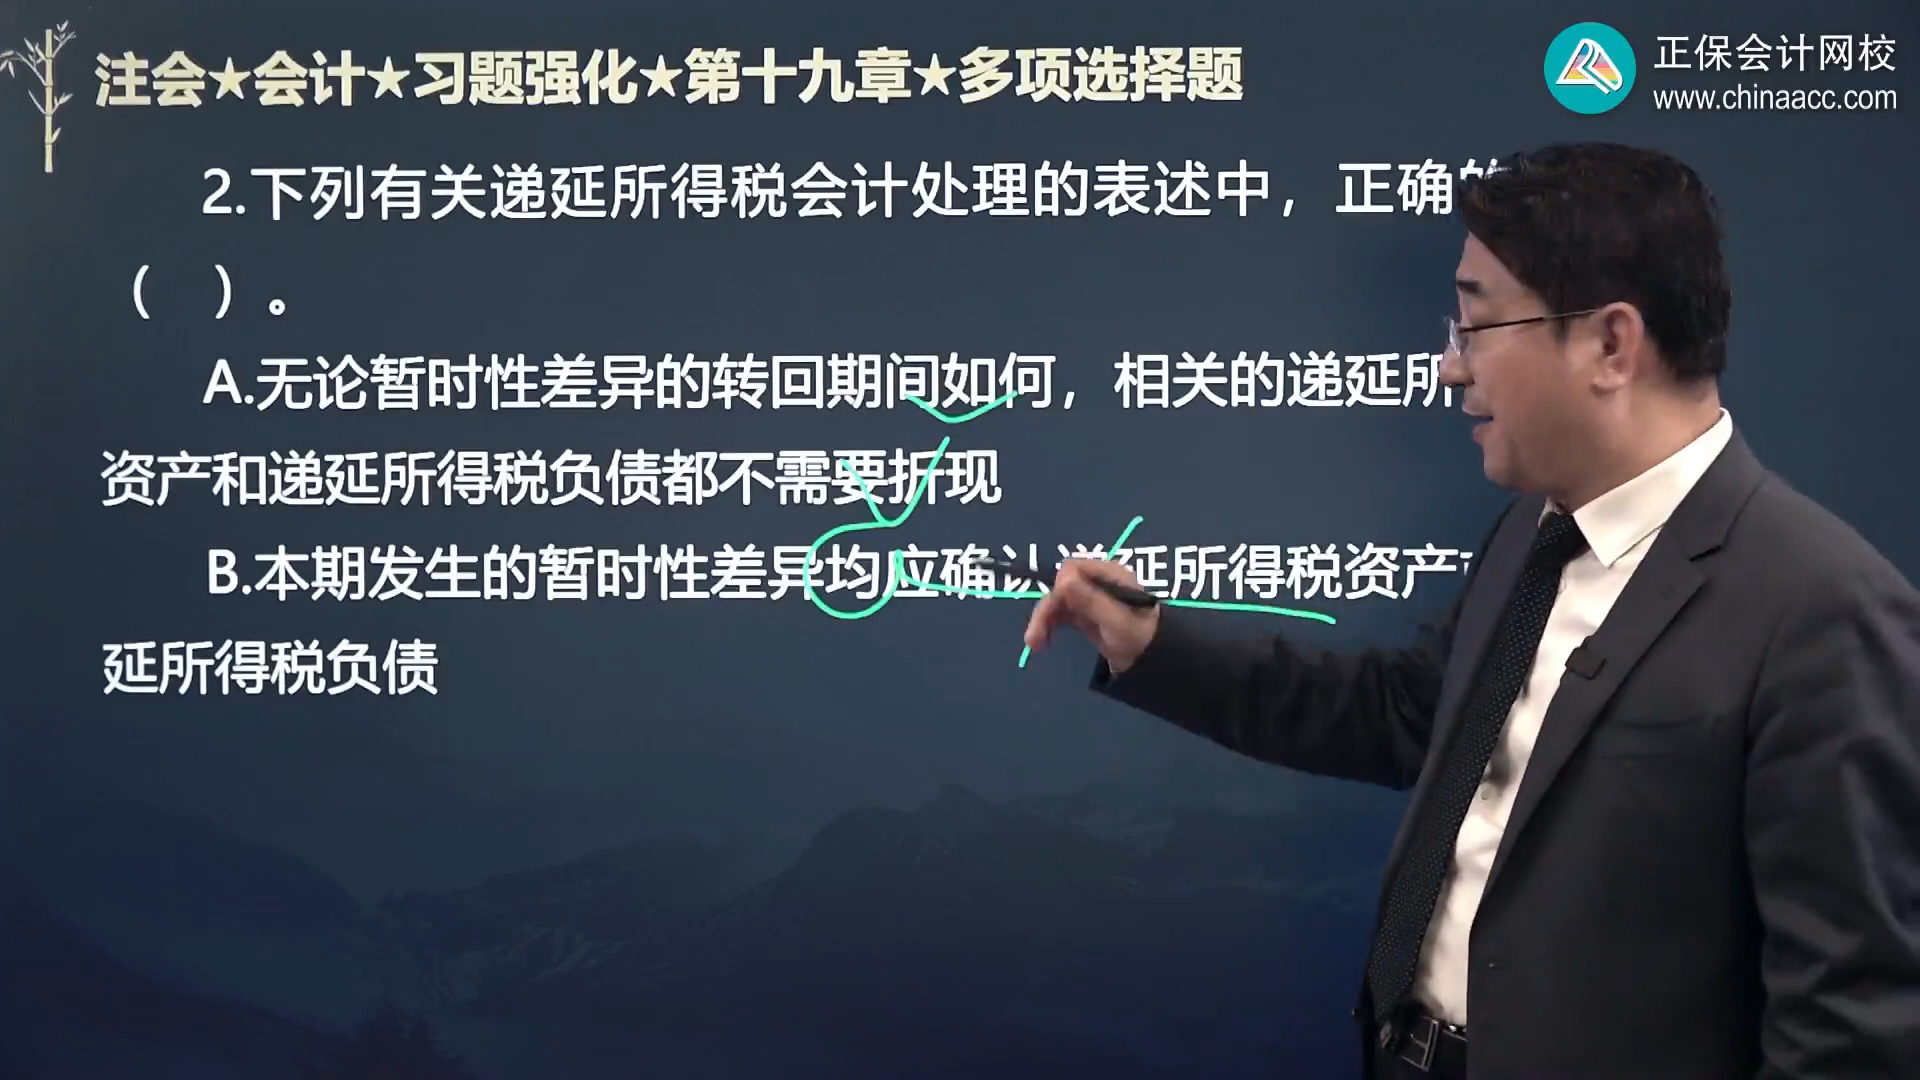 注会★会计★习题强化★第十九章★多项选择题
正保会计网校
www.chinaacc.com
2.下列有关递延所得税会计处理的表述中，正确的
（　）。
A.无论暂时性差异的转回期间如何，相关的递延所
资产和递延所得税负债都不需要折现
B.本期发生的暂时性差异均应确认递延所得税资产
延所得税负债